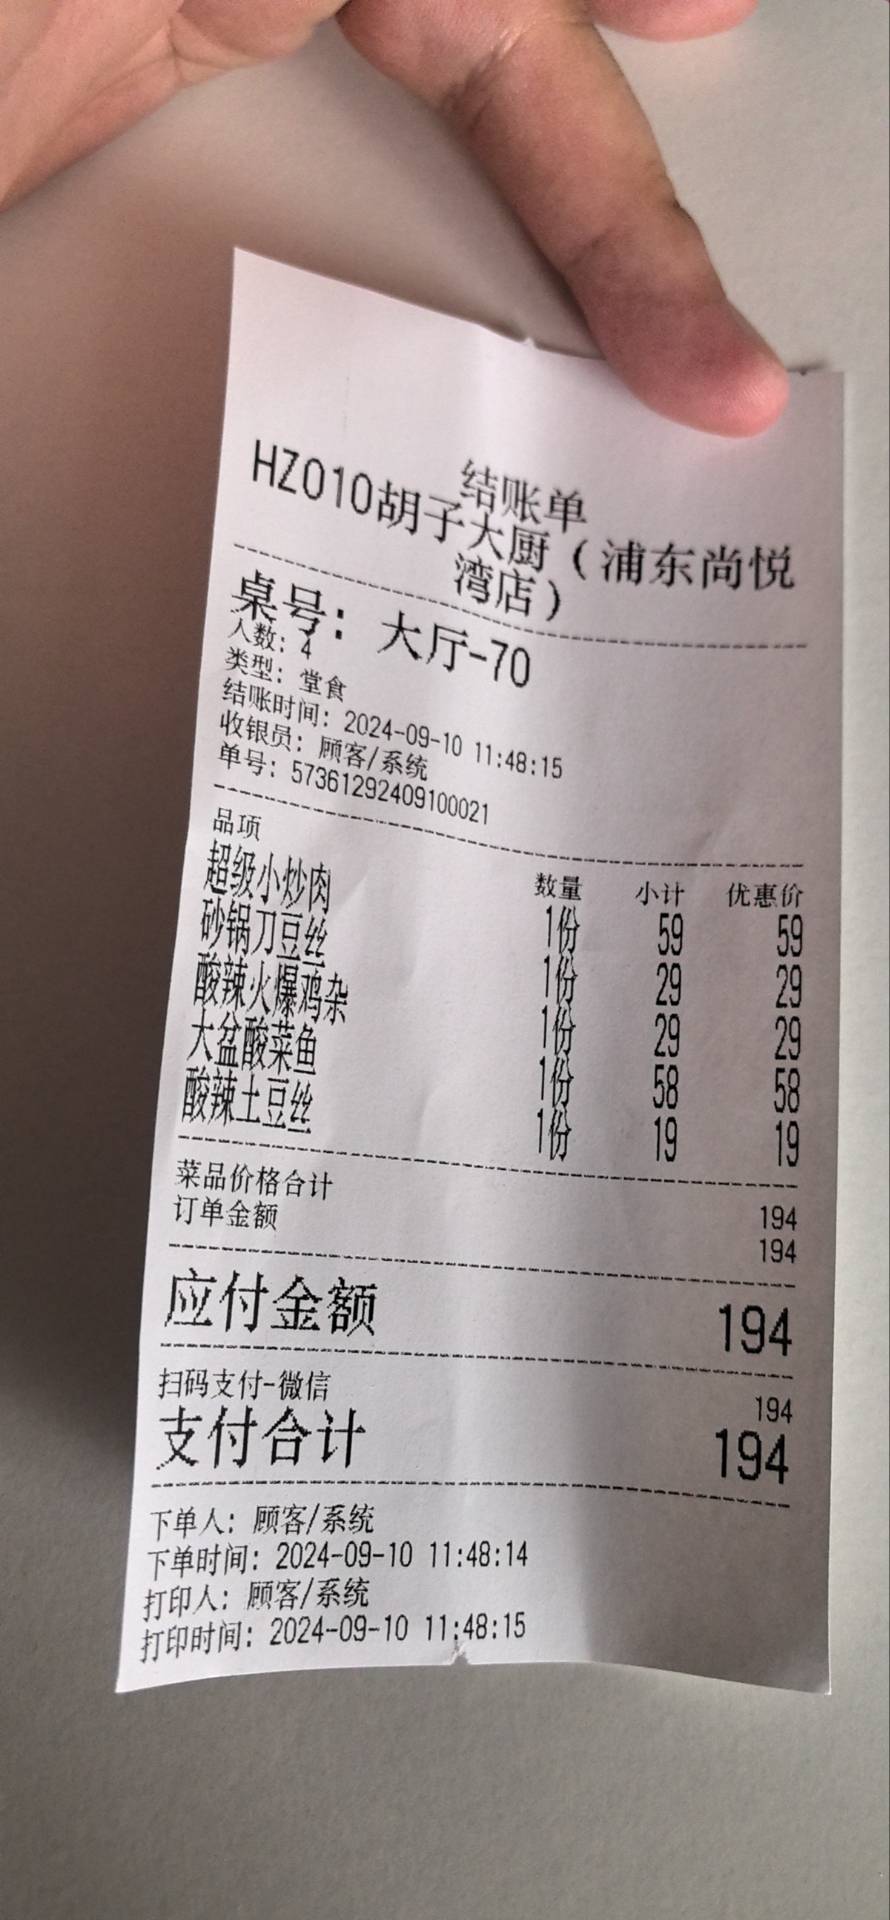 结账单
HZ010胡子大厨（浦东尚悦
湾店）
桌号：大厅-70
人数：4
类型：堂食
结账时间：2024-09-10 11:48:15
收银员：顾客/系统
单号：57361292409100021
品项 数量 小计 优惠价
超级小炒肉 1份 59 59
砂锅刀豆丝 1份 29 29
酸辣火爆鸡杂 1份 29 29
大盆酸菜鱼 1份 58 58
酸辣土豆丝 1份 19 19
菜品价格合计 194
订单金额 194
应付金额 194
扫码支付-微信 194
支付合计 194
下单人：顾客/系统
下单时间：2024-09-10 11:48:14
打印人：顾客/系统
打印时间：2024-09-10 11:48:15